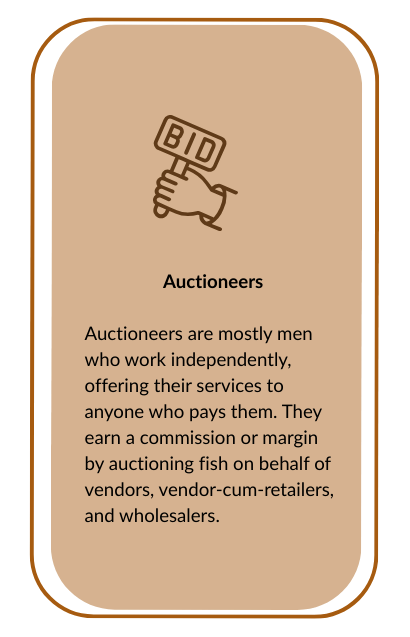 BID
Auctioneers
Auctioneers are mostly men
who work independently,
offering their services to
anyone who pays them. They
earn a commission or margin
by auctioning fish on behalf of
vendors, vendor-cum-retailers,
and wholesalers.